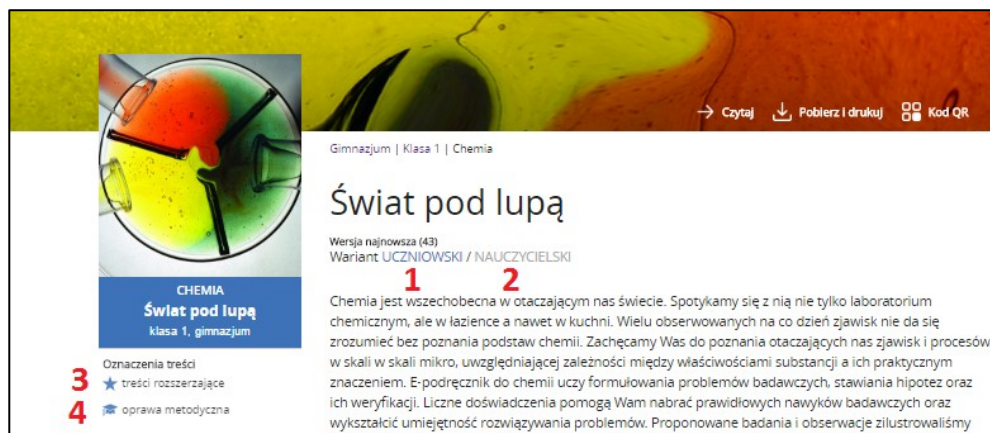 Czytaj Pobierz i drukuj Kod QR
Gimnazjum | Klasa 1 | Chemia
Świat pod lupą
Wersja najnowsza (43)
Wariant UCZNIOWSKI / NAUCZYCIELSKI
1 2
CHEMIA
Świat pod lupą
klasa 1, gimnazjum
Oznaczenia treści
3 treści rozszerzające
4 oprawa metodyczna
Chemia jest wszechobecna w otaczającym nas świecie. Spotykamy się z nią nie tylko laboratorium
chemicznym, ale w łazience a nawet w kuchni. Wielu obserwowanych na co dzień zjawisk nie da się
zrozumieć bez poznania podstaw chemii. Zachęcamy Was do poznania otaczających nas zjawisk i procesów
w skali w skali mikro, uwzględniającej zależności między właściwościami substancji a ich praktycznym
znaczeniem. E-podręcznik do chemii uczy formułowania problemów badawczych, stawiania hipotez oraz
ich weryfikacji. Liczne doświadczenia pomogą Wam nabrać prawidłowych nawyków badawczych oraz
wykształcić umiejętność rozwiązywania problemów. Proponowane badania i obserwacje zilustrowaliśmy